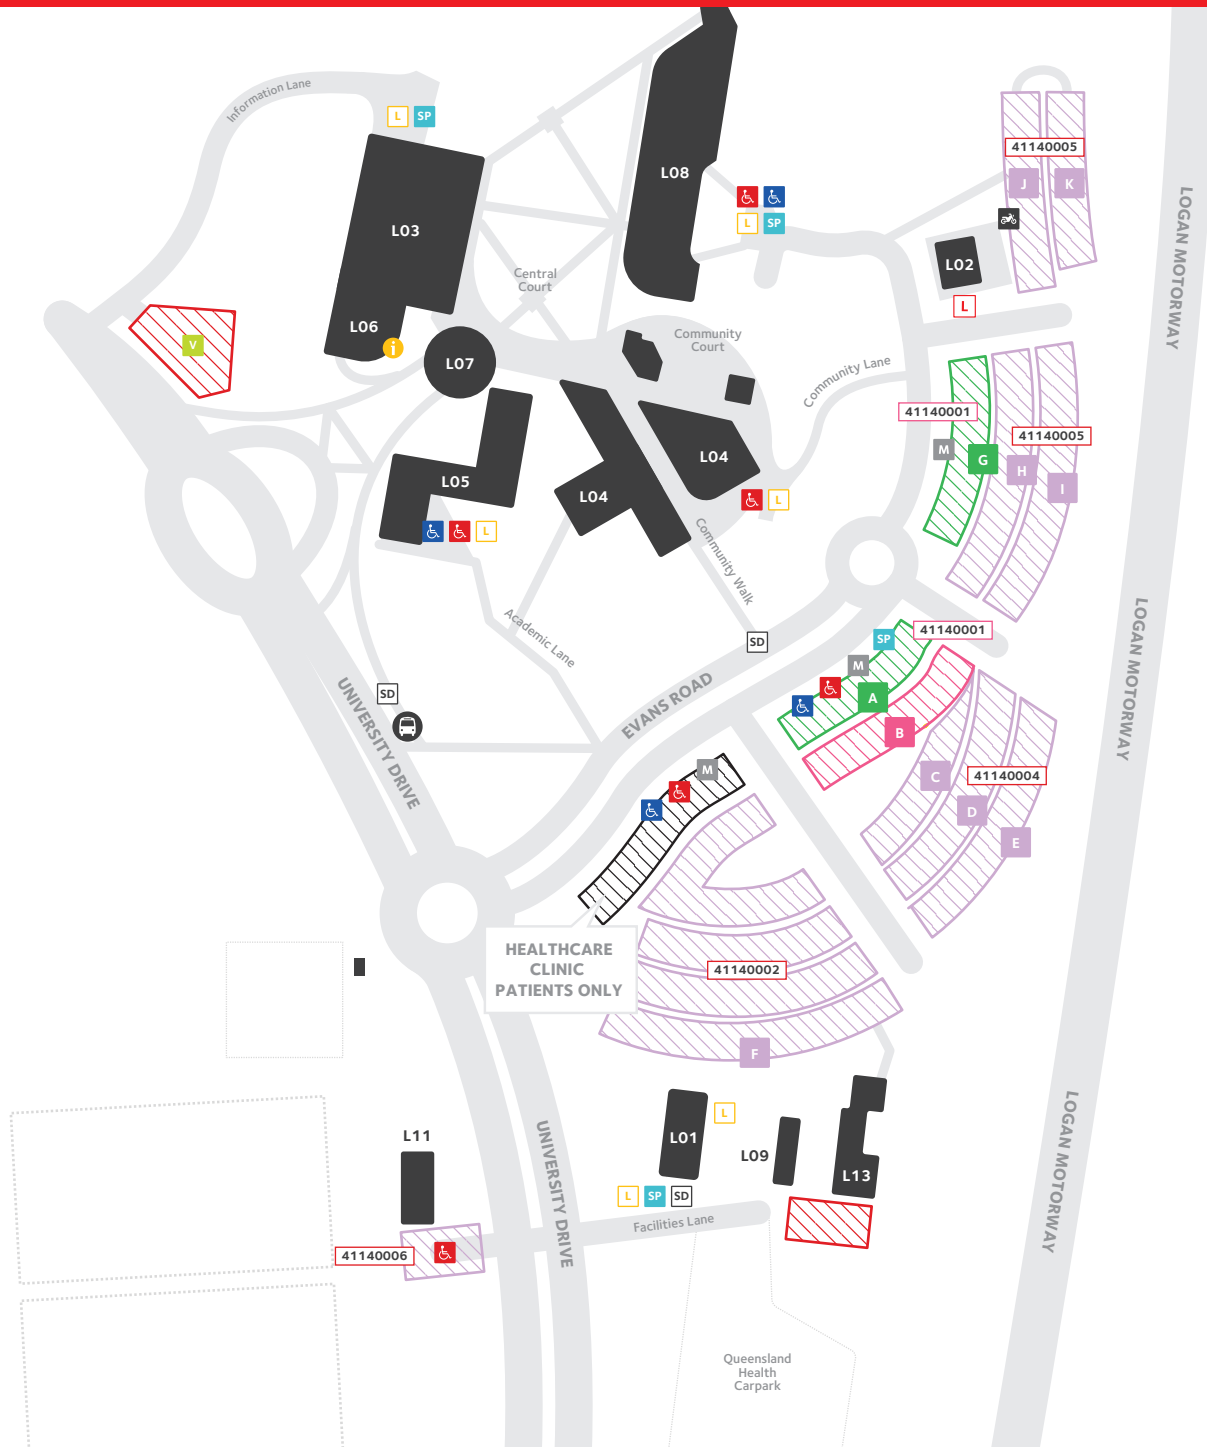 Information Lane
L
SP
L03
L08
L
SP
41140005
J
K
LOGAN MOTORWAY
L02
L
Central
Court
V
L06
i
L07
Community
Court
Community Lane
41140001
M
G
41140005
H
I
L04
L
L05
L04
L
Community Walk
Academic Lane
SD
SD
UNIVERSITY DRIVE
EVANS ROAD
LOGAN MOTORWAY
SP
41140001
M
A
B
C
41140004
D
E
M
HEALTHCARE
CLINIC
PATIENTS ONLY
41140002
F
L01
L
L09
L13
L11
L
SP
SD
Facilities Lane
UNIVERSITY DRIVE
LOGAN MOTORWAY
41140006
Queensland
Health
Carpark